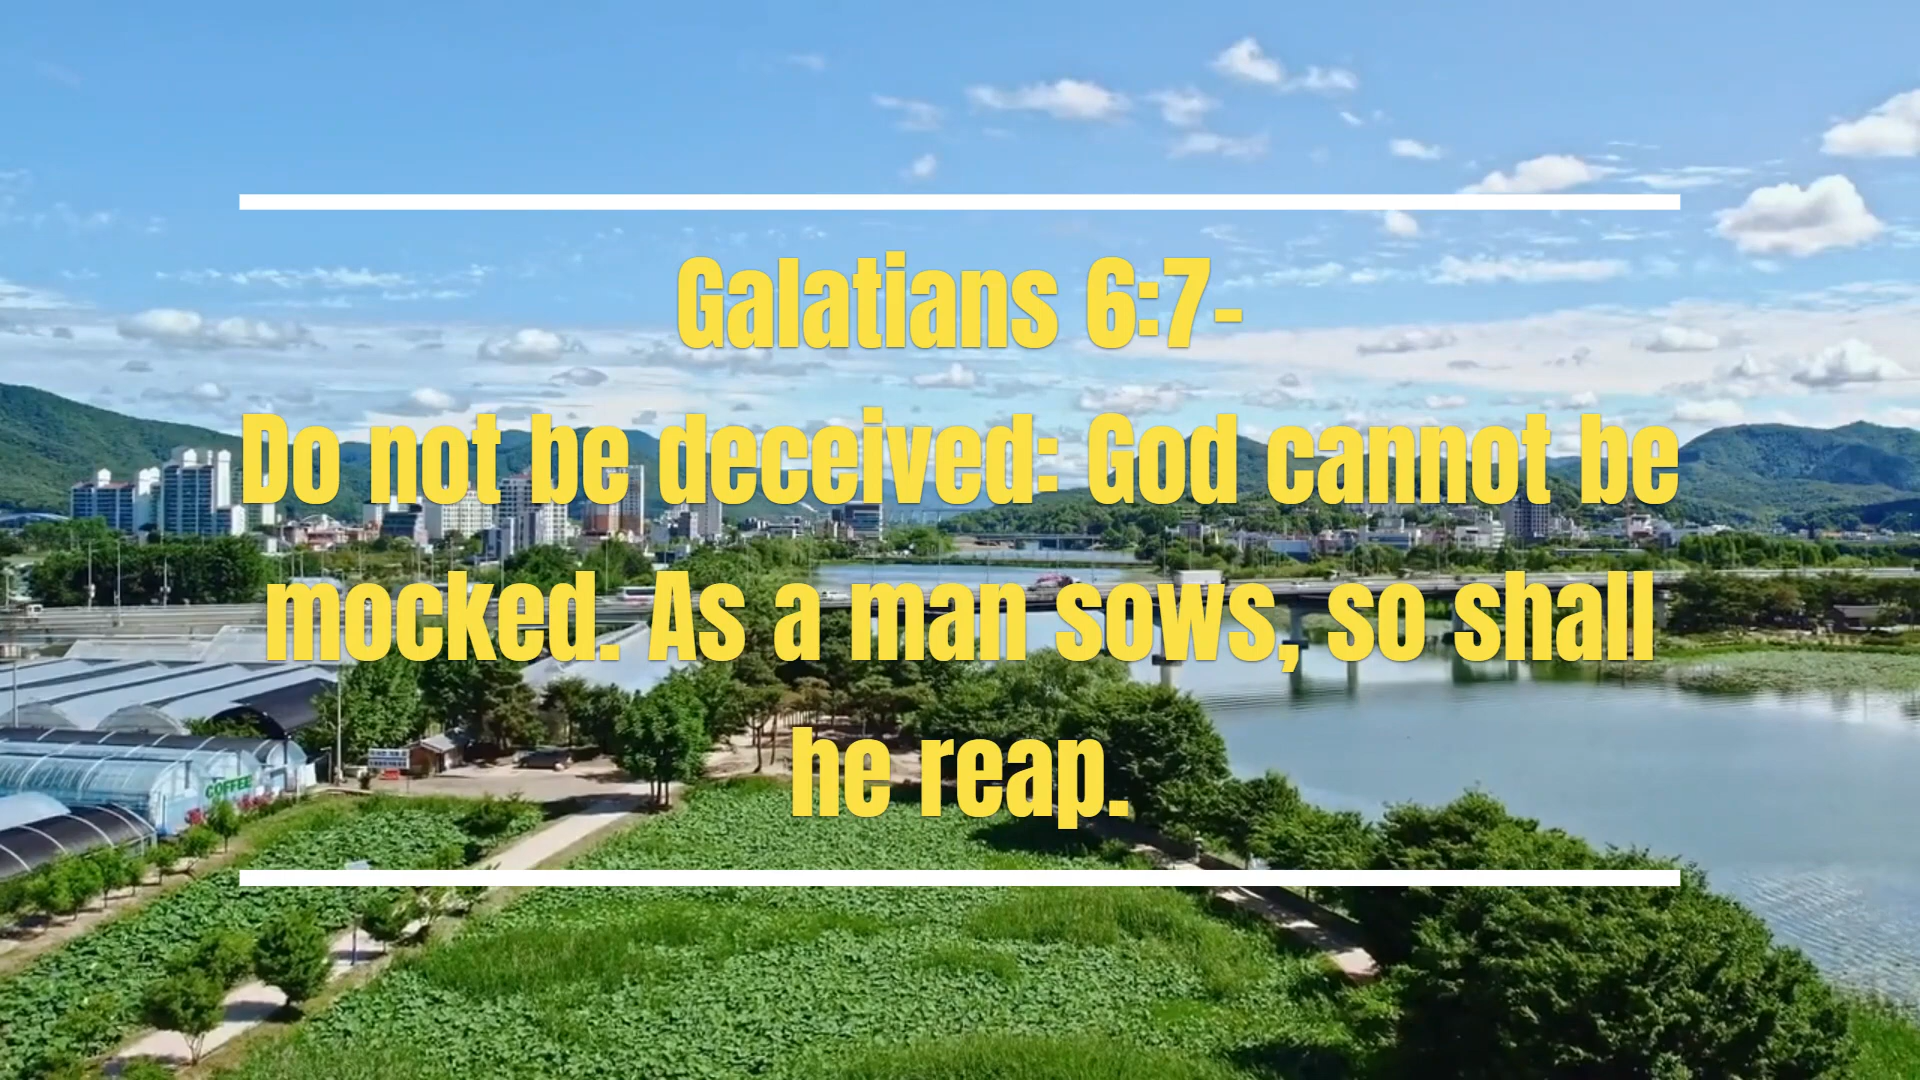 Galatians 6:7-
Do not be deceived: God cannot be
mocked. As a man sows, so shall
he reap.
COFFEE